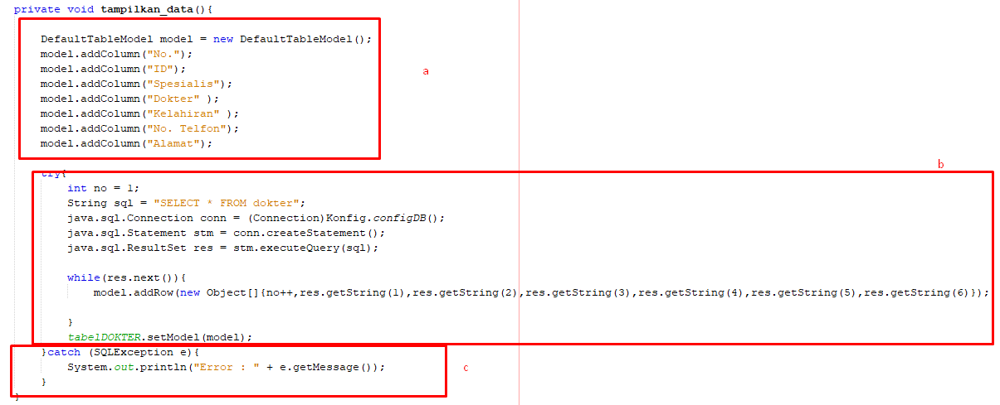 private void tampilkan_data(){
DefaultTableModel model = new DefaultTableModel();
model.addColumn("No.");
model.addColumn("ID");
model.addColumn("Spesialis");
model.addColumn("Dokter" );
model.addColumn("Kelahiran" );
model.addColumn("No. Telfon");
model.addColumn("Alamat");
a
b
try{
int no = 1;
String sql = "SELECT * FROM dokter";
java.sql.Connection conn = (Connection)Konfig.configDB();
java.sql.Statement stm = conn.createStatement();
java.sql.ResultSet res = stm.executeQuery(sql);
while(res.next()){
model.addRow(new Object[]{no++,res.getString(1),res.getString(2),res.getString(3),res.getString(4),res.getString(5),res.getString(6)});
}
tabelDOKTER.setModel(model);
}catch (SQLException e){
System.out.println("Error : " + e.getMessage());
c
}
}